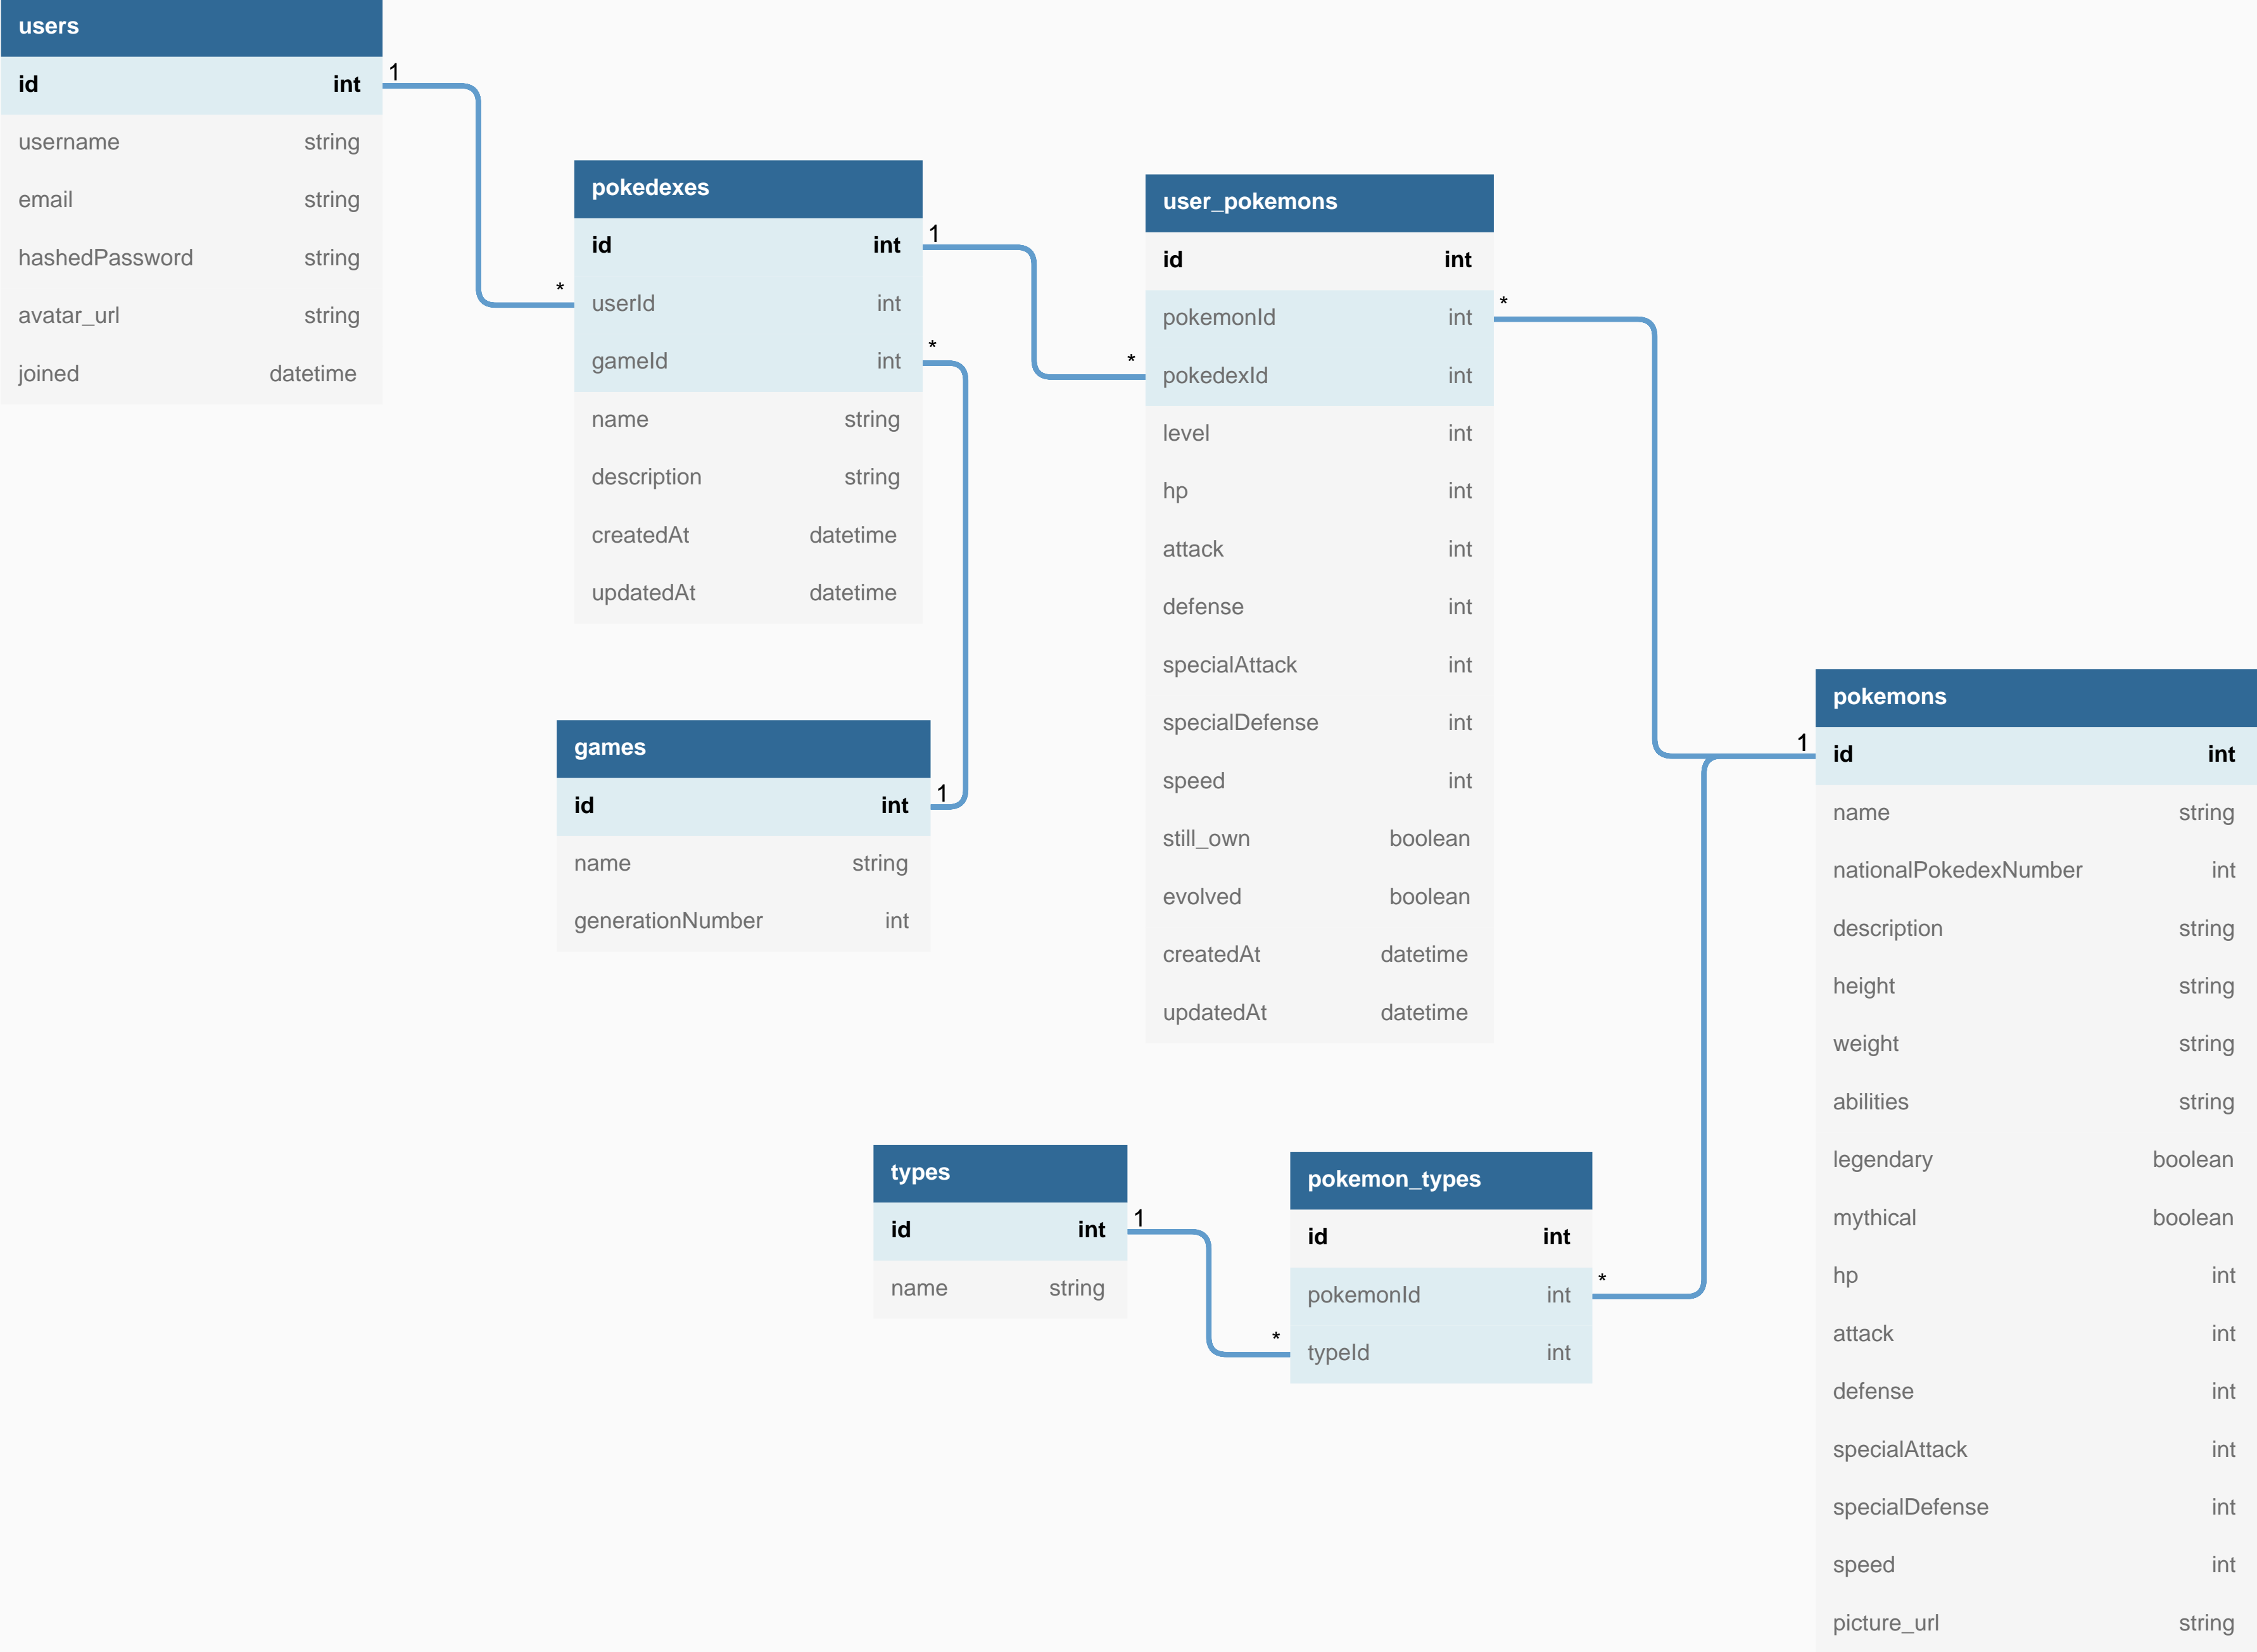 users
id int
username string
email string
hashedPassword string
avatar_url string
joined datetime
1
*
pokedexes
id int
userId int
gameId int
name string
description string
createdAt datetime
updatedAt datetime
1
*
*
1
games
id int
name string
generationNumber int
user_pokemons
id int
pokemonId int
pokedexId int
level int
hp int
attack int
defense int
specialAttack int
specialDefense int
speed int
still_own boolean
evolved boolean
createdAt datetime
updatedAt datetime
*
1
types
id int
name string
1
*
pokemon_types
id int
pokemonId int
typeId int
*
pokemons
id int
name string
nationalPokedexNumber int
description string
height string
weight string
abilities string
legendary boolean
mythical boolean
hp int
attack int
defense int
specialAttack int
specialDefense int
speed int
picture_url string